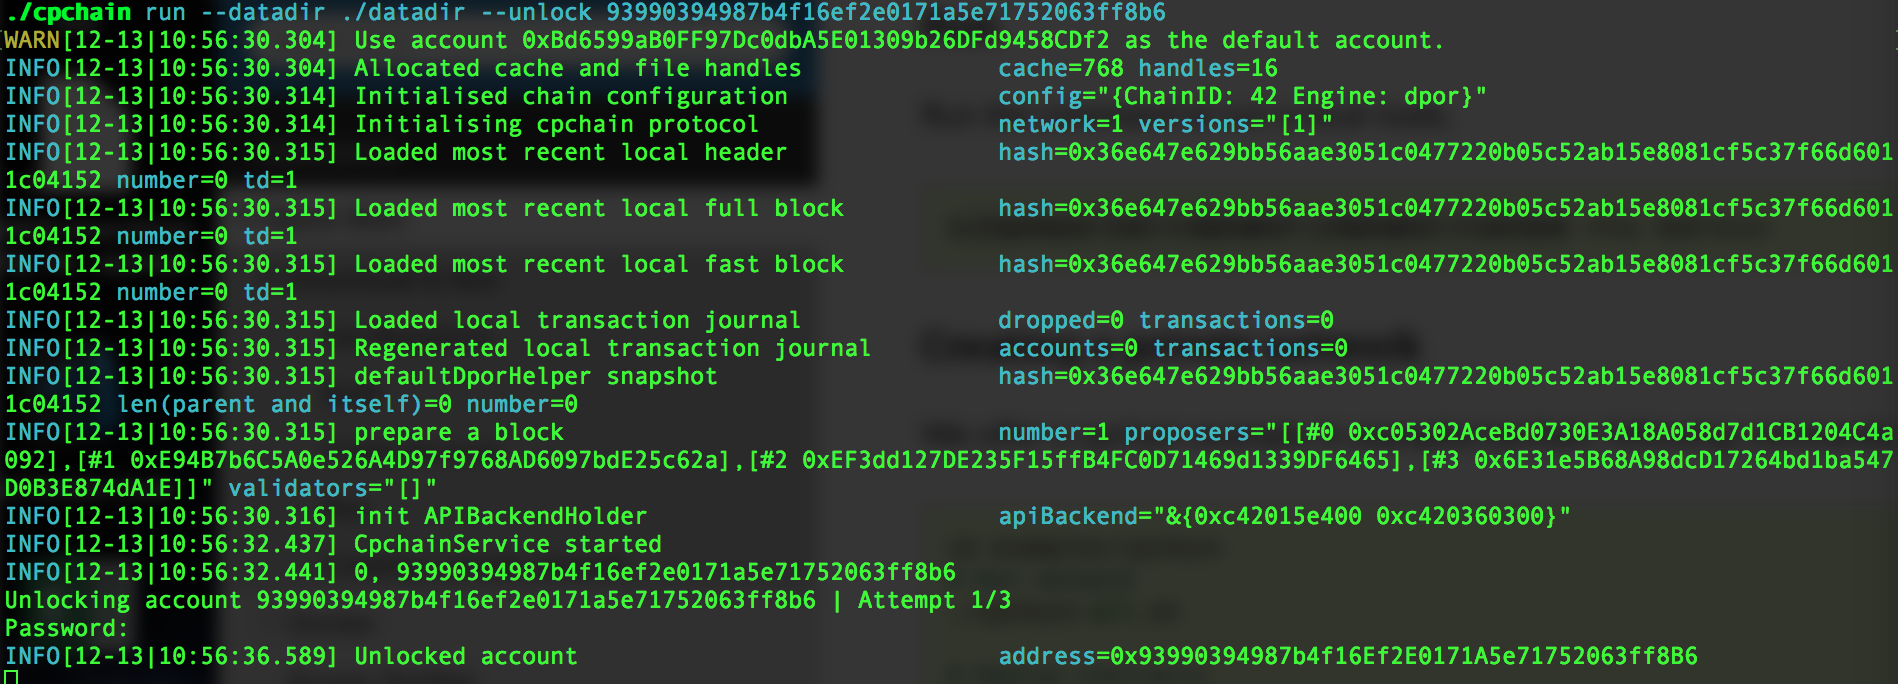 ./cpchain run --datadir ./datadir --unlock 93990394987b4f16ef2e0171a5e71752063ff8b6
WARN[12-13|10:56:30.304] Use account 0xBd6599aB0FF97Dc0dbA5E01309b26DFd9458CDf2 as the default account.
INFO[12-13|10:56:30.304] Allocated cache and file handles cache=768 handles=16
INFO[12-13|10:56:30.314] Initialised chain configuration config="{ChainID: 42 Engine: dpor}"
INFO[12-13|10:56:30.314] Initialising cpchain protocol network=1 versions="[1]"
INFO[12-13|10:56:30.315] Loaded most recent local header hash=0x36e647e629bb56aae3051c0477220b05c52ab15e8081cf5c37f66d601
1c04152 number=0 td=1
INFO[12-13|10:56:30.315] Loaded most recent local full block hash=0x36e647e629bb56aae3051c0477220b05c52ab15e8081cf5c37f66d601
1c04152 number=0 td=1
INFO[12-13|10:56:30.315] Loaded most recent local fast block hash=0x36e647e629bb56aae3051c0477220b05c52ab15e8081cf5c37f66d601
1c04152 number=0 td=1
INFO[12-13|10:56:30.315] Loaded local transaction journal dropped=0 transactions=0
INFO[12-13|10:56:30.315] Regenerated local transaction journal accounts=0 transactions=0
INFO[12-13|10:56:30.315] defaultDporHelper snapshot hash=0x36e647e629bb56aae3051c0477220b05c52ab15e8081cf5c37f66d601
1c04152 len(parent and itself)=0 number=0
INFO[12-13|10:56:30.315] prepare a block number=1 proposers="[[#0 0xc05302AceBd0730E3A18A058d7d1CB1204C4a
092],[#1 0xE94B7b6C5A0e526A4D97f9768AD6097bdE25c62a],[#2 0xEF3dd127DE235F15ffB4FC0D71469d1339DF6465],[#3 0x6E31e5B68A98dcD17264bd1ba547
D0B3E874dA1E]]" validators="[]"
INFO[12-13|10:56:30.316] init APIBackendHolder apiBackend="&{0xc42015e400 0xc420360300}"
INFO[12-13|10:56:32.437] CpchainService started
INFO[12-13|10:56:32.441] 0, 93990394987b4f16ef2e0171a5e71752063ff8b6
Unlocking account 93990394987b4f16ef2e0171a5e71752063ff8b6 | Attempt 1/3
Password:
INFO[12-13|10:56:36.589] Unlocked account address=0x93990394987b4f16Ef2E0171A5e71752063ff8B6